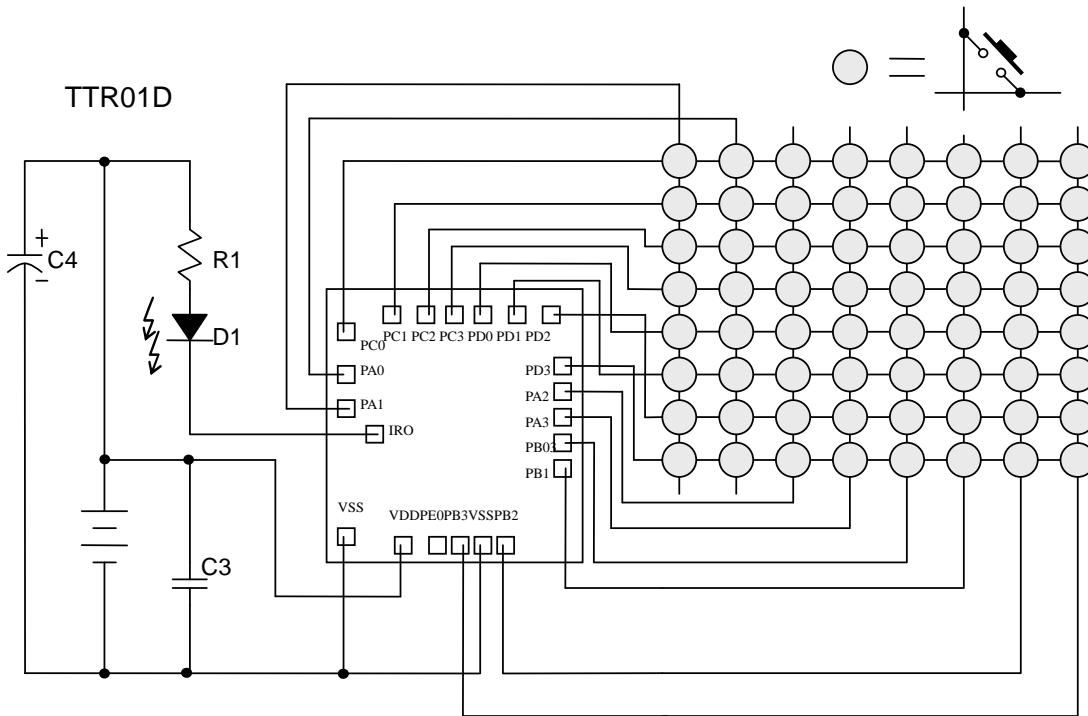 TTR01D
+
C4
−
R1
D1
PC0
PC1 PC2 PC3 PD0 PD1 PD2
PA0
PD3
PA1
PA2
IRO
PA3
PB03
PB1
VSS
VDDPE0PB3VSSPB2
C3